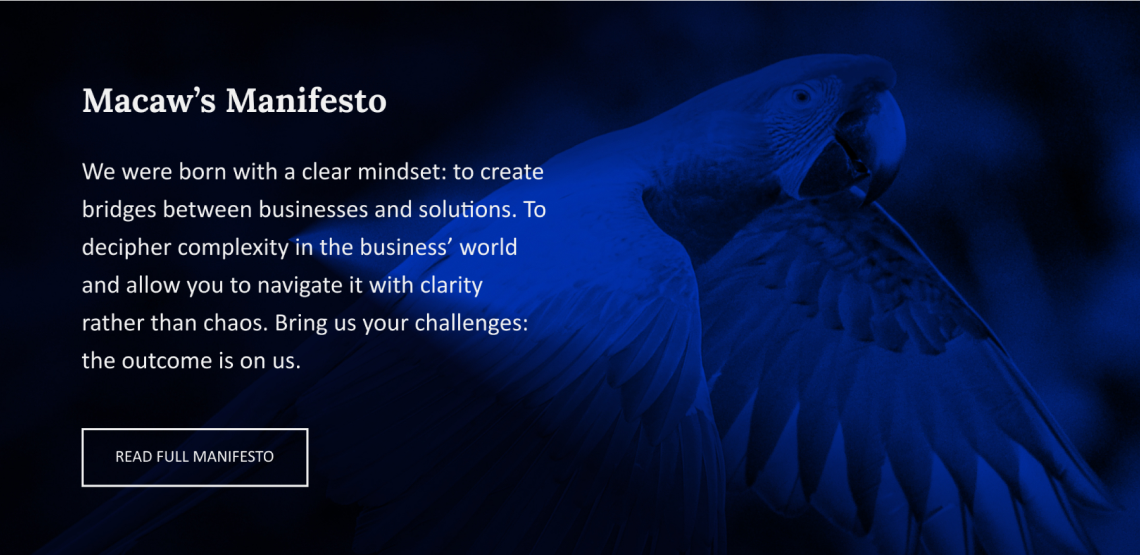 Macaw’s Manifesto
We were born with a clear mindset: to create
bridges between businesses and solutions. To
decipher complexity in the business’ world
and allow you to navigate it with clarity
rather than chaos. Bring us your challenges:
the outcome is on us.
READ FULL MANIFESTO